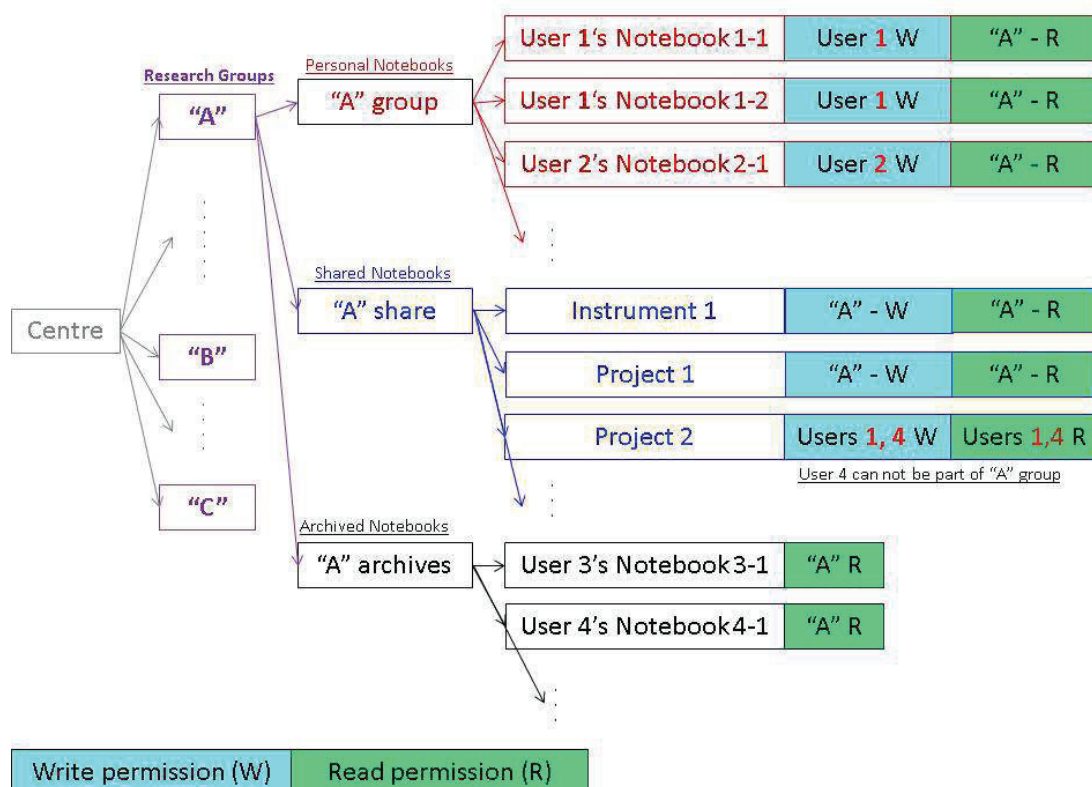 Research Groups
"A"
"B"
"C"
Centre
Personal Notebooks
"A" group
User 1's Notebook 1-1 User 1 W "A" - R
User 1's Notebook 1-2 User 1 W "A" - R
User 2's Notebook 2-1 User 2 W "A" - R
Shared Notebooks
"A" share
Instrument 1 "A" - W "A" - R
Project 1 "A" - W "A" - R
Project 2 Users 1, 4 W Users 1,4 R
User 4 can not be part of "A" group
Archived Notebooks
"A" archives
User 3's Notebook 3-1 "A" R
User 4's Notebook 4-1 "A" R
Write permission (W) Read permission (R)